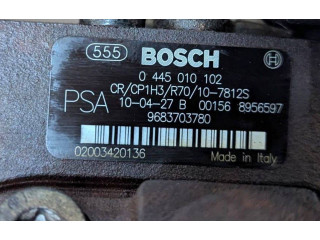 555 BOSCH
0 445 010 102
CR/CP1H3/R70/10-7812S
PSA 10-04-27 B 00156 8956597
9683703780
02003420136 Made in Italy